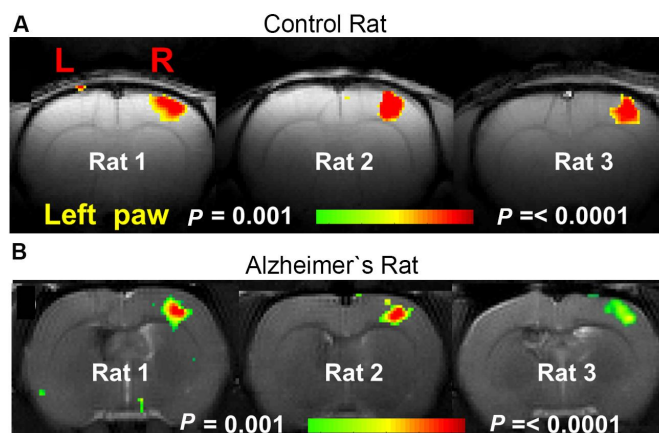 A
Control Rat
L R
Rat 1 Rat 2 Rat 3
Left paw P = 0.001 P =< 0.0001
B
Alzheimer`s Rat
Rat 1 Rat 2 Rat 3
P = 0.001 P =< 0.0001